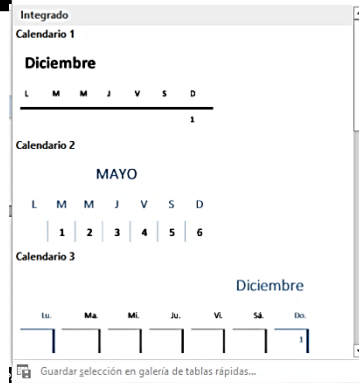 Integrado
Calendario 1
Diciembre
L M M J V S D
1
Calendario 2
MAYO
L M M J V S D
1 2 3 4 5 6
Calendario 3
Diciembre
Lu. Ma. Mi. Ju. Vi. Sá. Do.
1
Guardar selección en galería de tablas rápidas...